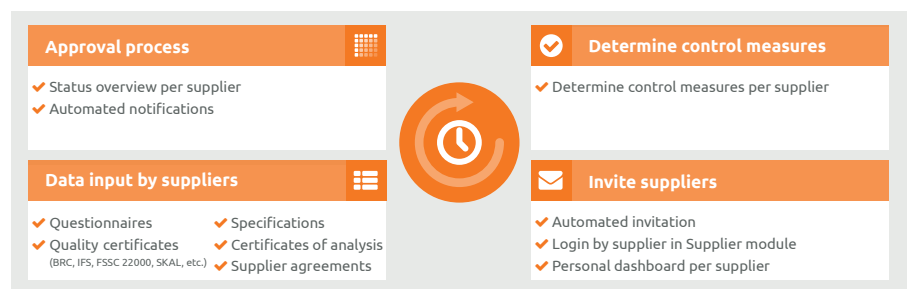 Approval process
Status overview per supplier
Automated notifications
Determine control measures
Determine control measures per supplier
Data input by suppliers
Questionnaires
Quality certificates
(BRC, IFS, FSSC 22000, SKAL, etc.)
Specifications
Certificates of analysis
Supplier agreements
Invite suppliers
Automated invitation
Login by supplier in Supplier module
Personal dashboard per supplier